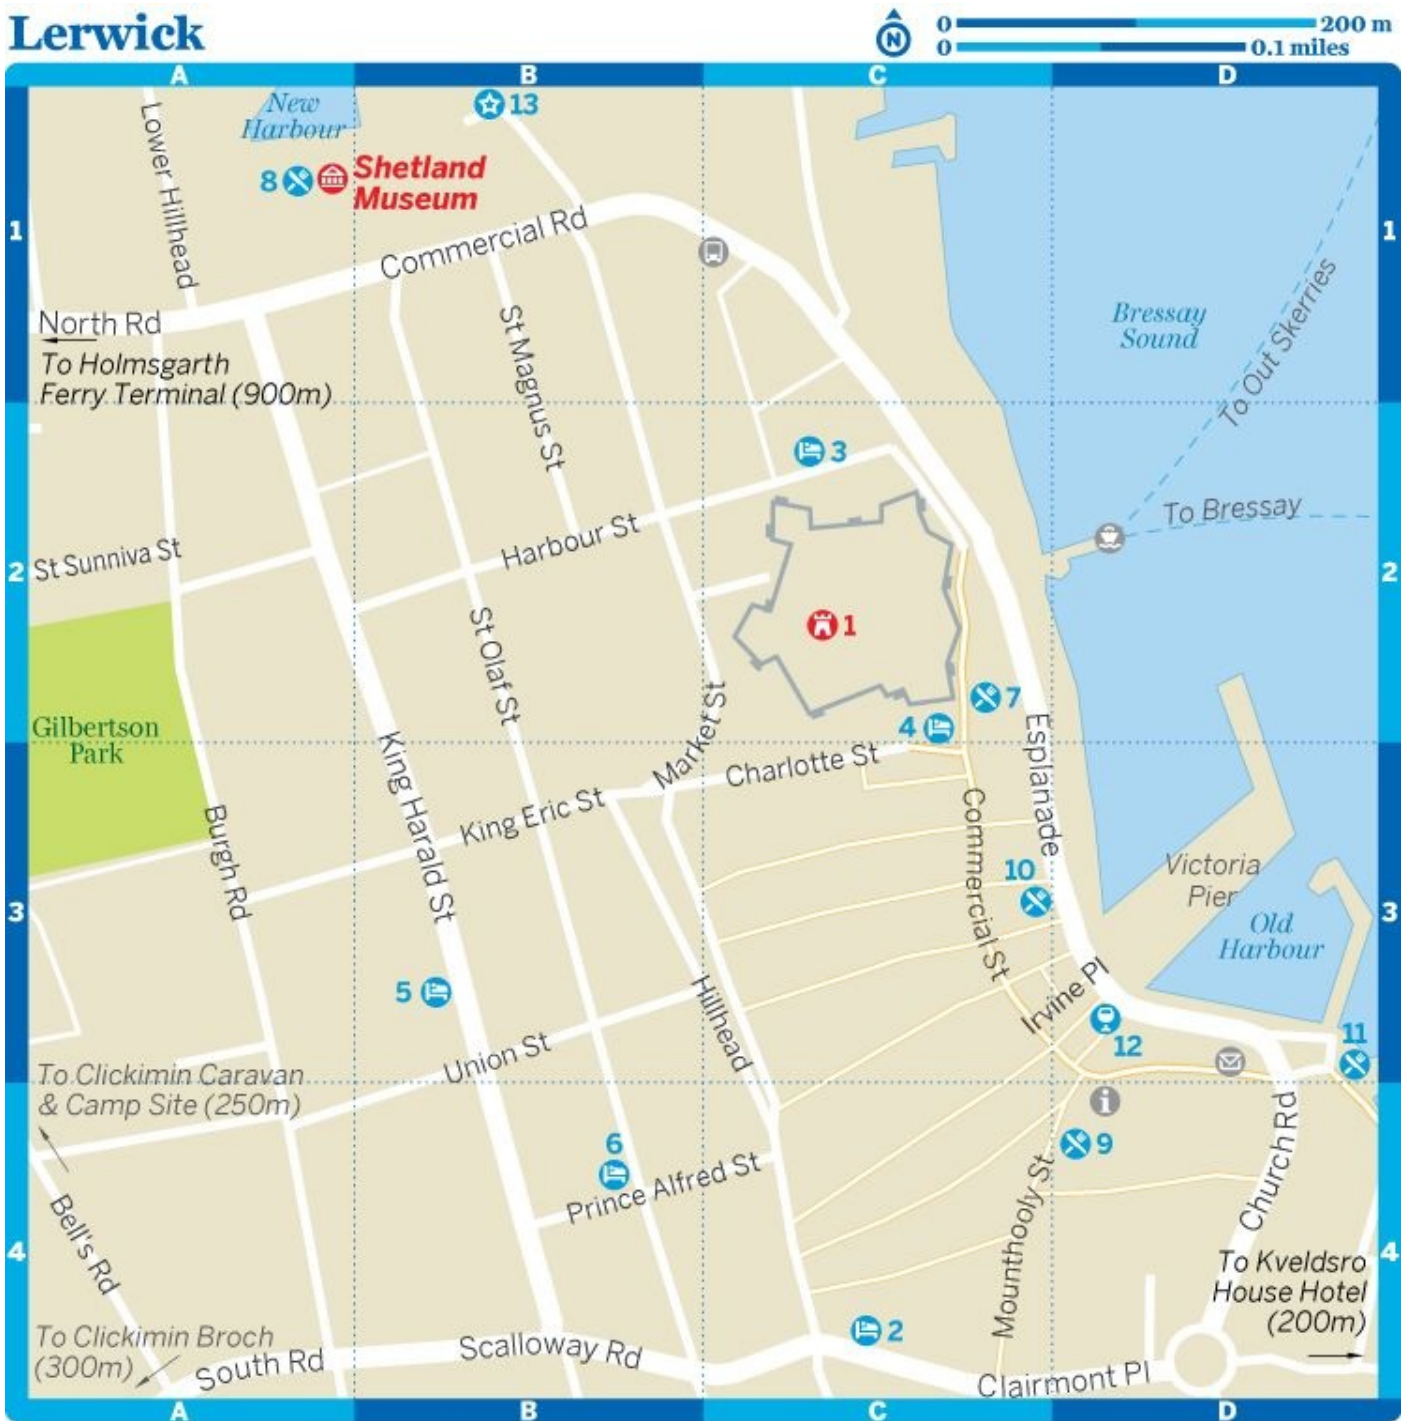 Lerwick
N
0
200 m
0
0.1 miles
A
B
C
D
New
Harbour
13
Lower Hillhead
8
Shetland
Museum
1
1
Commercial Rd
North Rd
To Holmsgarth
Ferry Terminal (900m)
St Magnus St
Bressay
Sound
To Out Skerries
3
To Bressay
Harbour St
St Sunniva St
2
2
1
St Olaf St
7
4
Gilbertson
Park
Market St
Esplanade
Charlotte St
King Harald St
King Eric St
Burgh Rd
Commercial St
10
Victoria
Pier
3
3
Old
Harbour
5
Hillhead
Irvine Pl
12
11
Union St
To Clickimin Caravan
& Camp Site (250m)
i
6
9
Prince Alfred St
Church Rd
Mounthooly St
Bell's Rd
4
4
To Kveldsro
House Hotel
(200m)
To Clickimin Broch
(300m)
2
South Rd
Scalloway Rd
Clairmont Pl
A
B
C
D